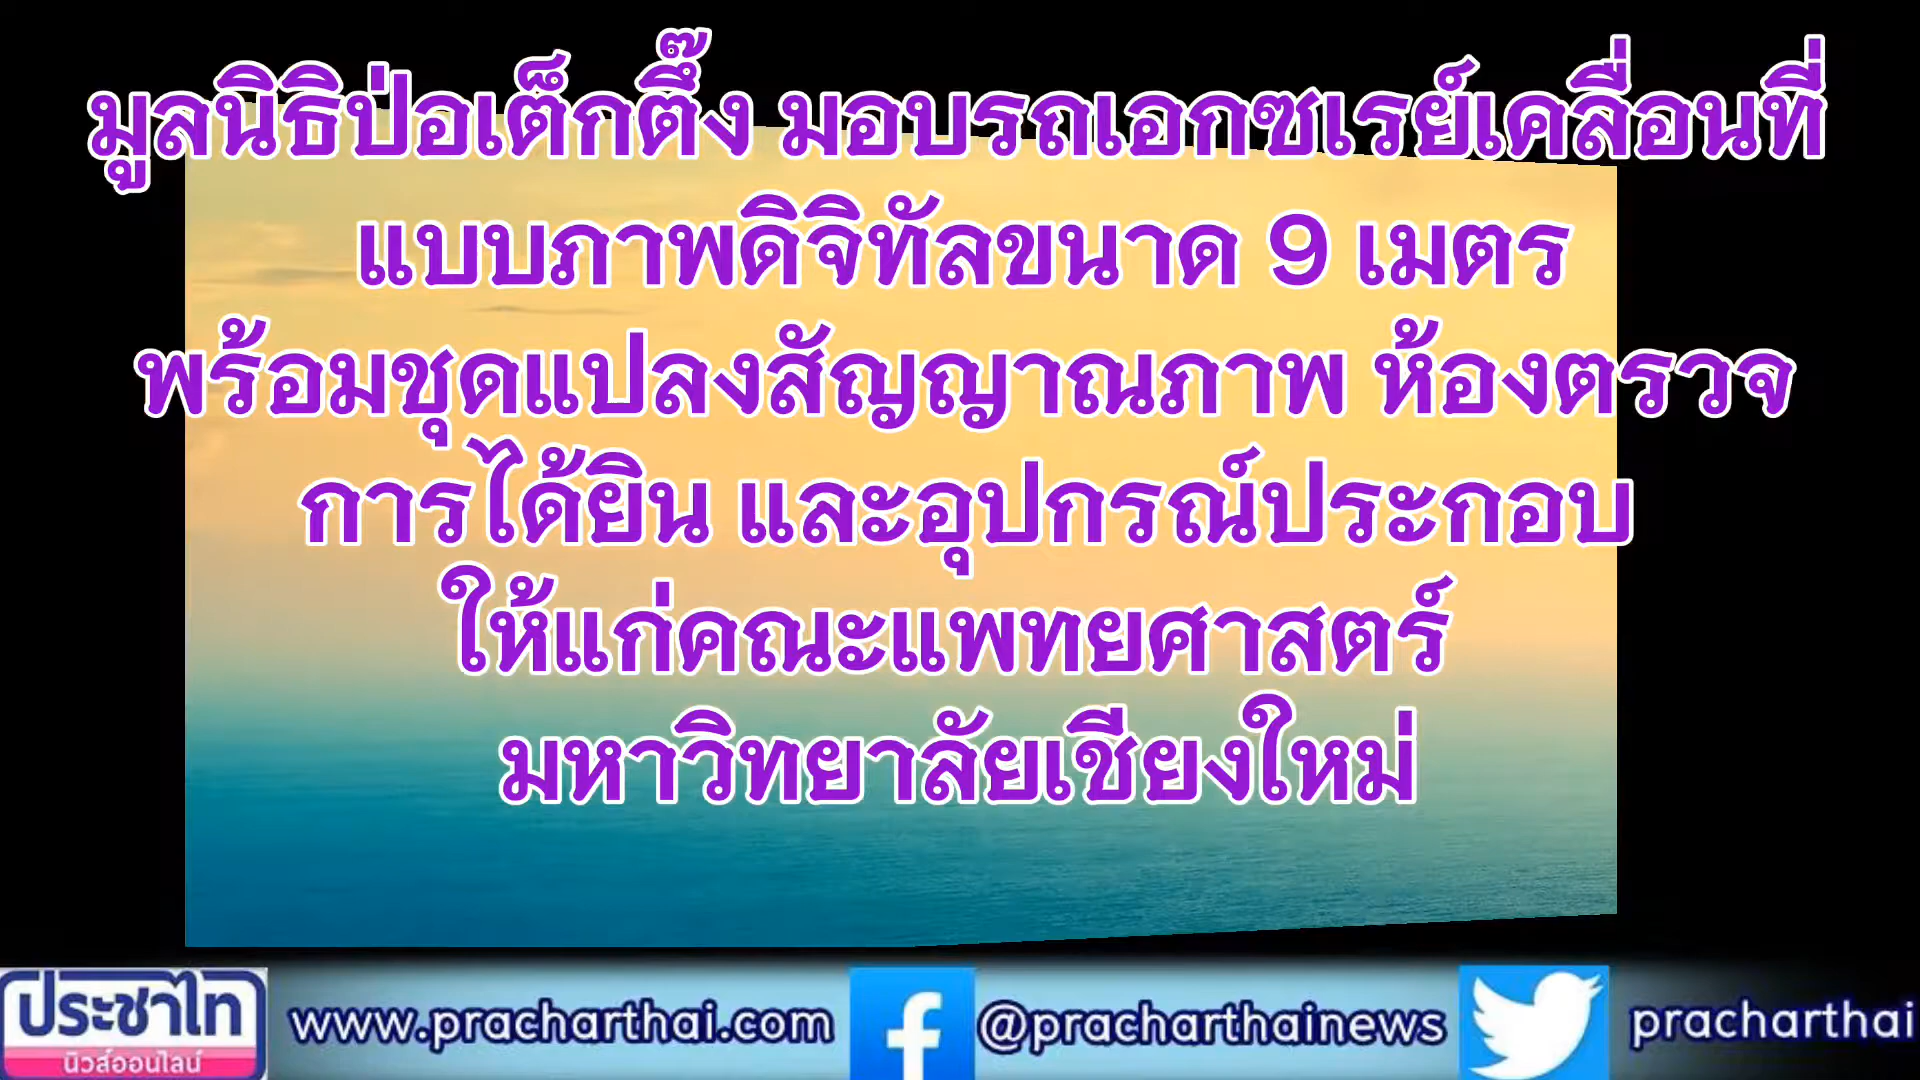 มูลนิธิป่อเต็กตึ๊ง มอบรถเอกซเรย์เคลื่อนที่
แบบภาพดิจิทัลขนาด 9 เมตร
พร้อมชุดแปลงสัญญาณภาพ ห้องตรวจ
การได้ยิน และอุปกรณ์ประกอบ
ให้แก่คณะแพทยศาสตร์
มหาวิทยาลัยเชียงใหม่
ประชาไท
นิวส์ออนไลน์
www.pracharthai.com
@pracharthainews
pracharthai